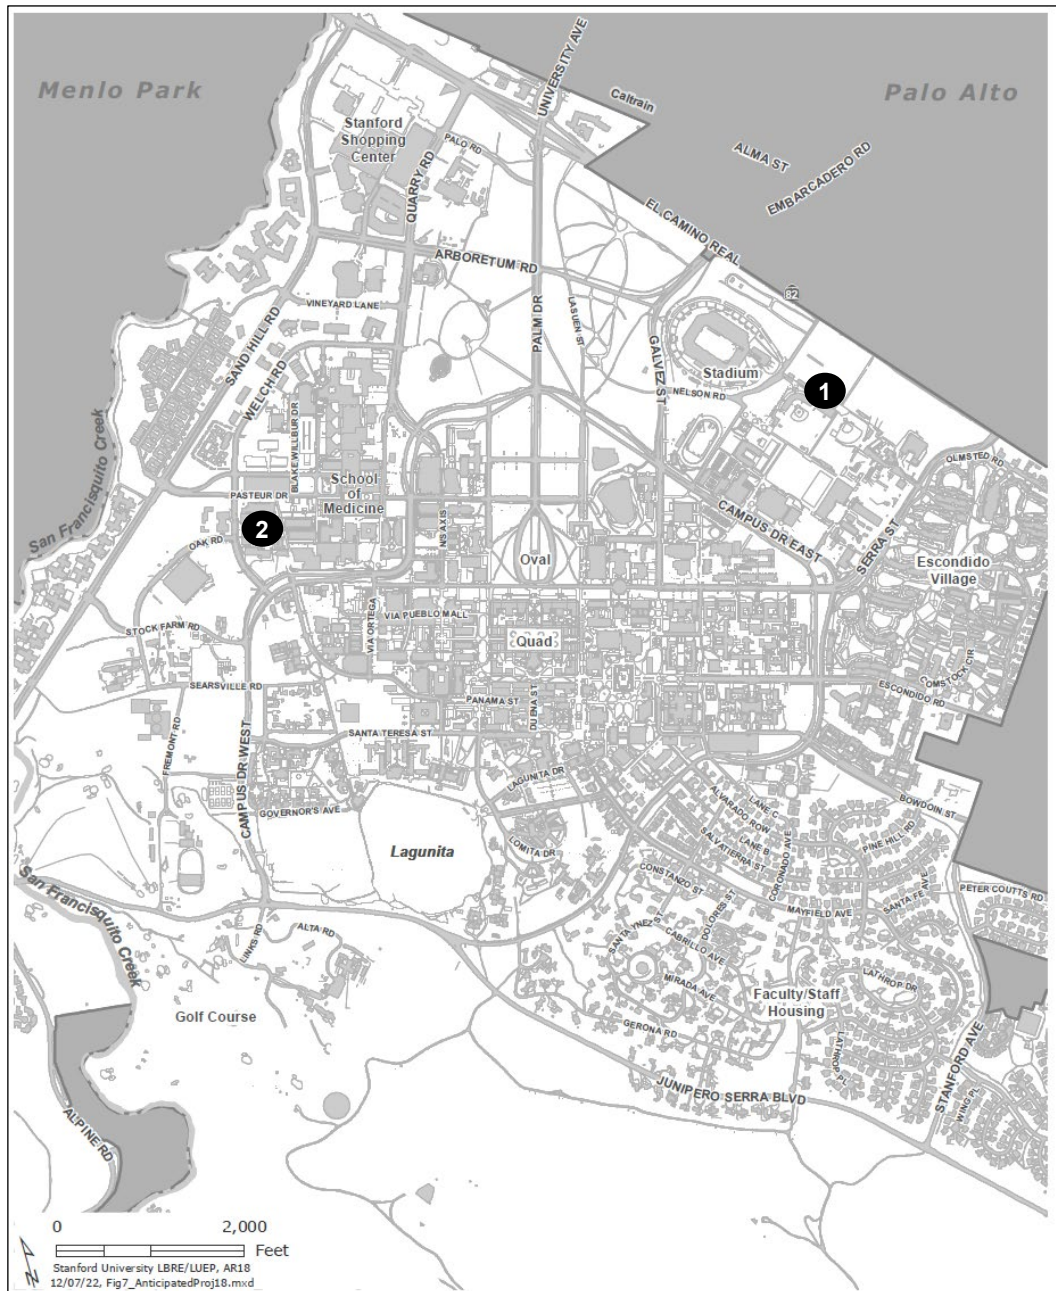 Menlo Park
Palo Alto
UNIVERSITY AVE
Caltrain
Stanford
Shopping
Center
PALO RD
QUARRY RD
ALMA ST
EMBARCADERO RD
EL CAMINO REAL
ARBORETUM RD
82
VINEYARD LANE
PALM DR
LASUEN ST
GALVEZ ST
SAND HILL RD
WELCH RD
Stadium
NELSON RD
1
San Francisquito Creek
BLAKE WILLBUR DR
School
of
Medicine
PASTEUR DR
2
OLMSTED RD
CAMPUS DR EAST
SERRA ST
Escondido
Village
N/S AXIS
OAK RD
Oval
VIA ORTEGA
VIA PUEBLO MALL
STOCK FARM RD
Quad
SEARSVILLE RD
PANAMA ST
DUENA ST
ESCONDIDO RD
COMSTOCK CIR
FREMONT RD
SANTA TERESA ST
CAMPUS DR WEST
LAGUNITA DR
GOVERNOR'S AVE
BOWDOIN ST
LANE C
ALVARADO ROW
LANE B
SALVATIERRA ST
CORONADO AVE
PINE HILL RD
Lagunita
LOMITA DR
CONSTANZO ST
SANTA FE AVE
PETER COUTTS RD
MAYFIELD AVE
DOLORES ST
San Francisquito Creek
LINKS RD
ALTA RD
SANTA YNEZ ST
CABRILLO AVE
MIRADA AVE
LATHROP DR
Faculty/Staff
Housing
Golf Course
GERONA RD
LATHROP PL
STANFORD AVE
WING PL
JUNIPERO SERRA BLVD
ALPINE RD
0 2,000
Feet
N
Stanford University LBRE/LUEP, AR18
12/07/22, Fig7_AnticipatedProj18.mxd